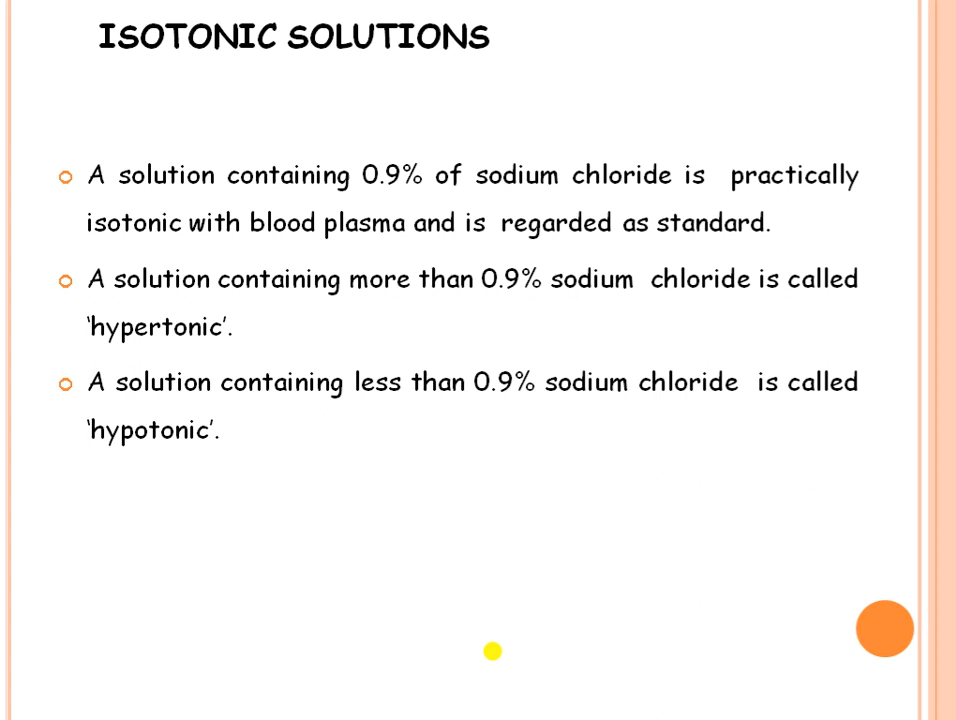 ISOTONIC SOLUTIONS
A solution containing 0.9% of sodium chloride is practically
isotonic with blood plasma and is regarded as standard.
A solution containing more than 0.9% sodium chloride is called
‘hypertonic’.
A solution containing less than 0.9% sodium chloride is called
‘hypotonic’.